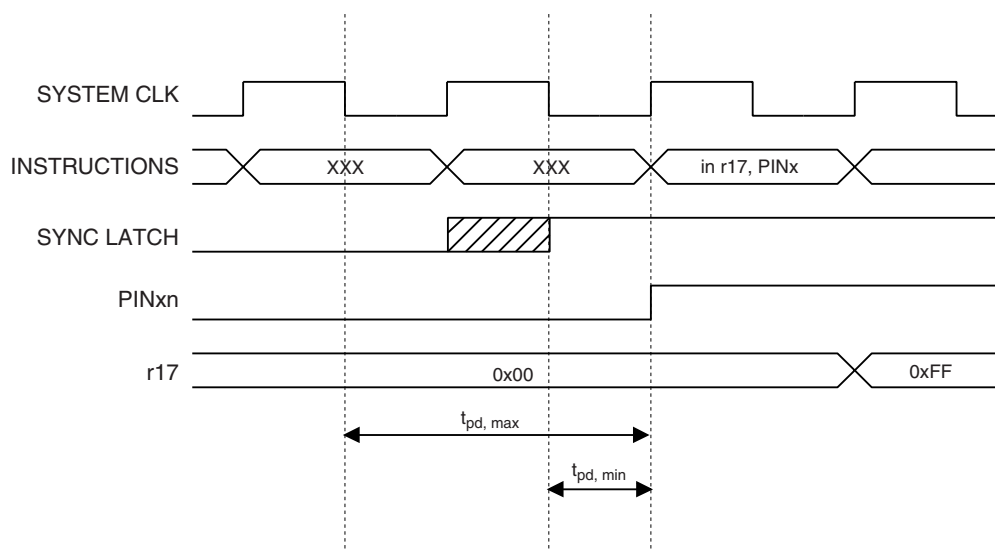 SYSTEM CLK
INSTRUCTIONS XXX XXX in r17, PINx
SYNC LATCH
PINxn
r17 0x00 0xFF
tpd, max
tpd, min